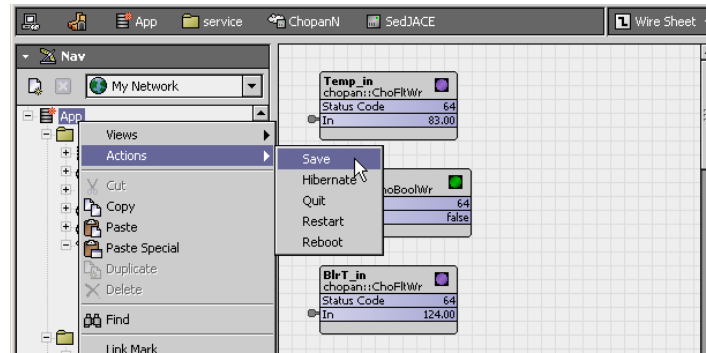 App service ChopanN SedJACE Wire Sheet
Nav
My Network
App
Views
Actions
Cut
Copy
Paste
Paste Special
Duplicate
Delete
Find
Link Mark
Save
Hibernate
Quit
Restart
Reboot
Temp_in
chopan::ChoFltWr
Status Code 64
In 83.00
hoBoolWr
64
false
BlrT_in
chopan::ChoFltWr
Status Code 64
In 124.00